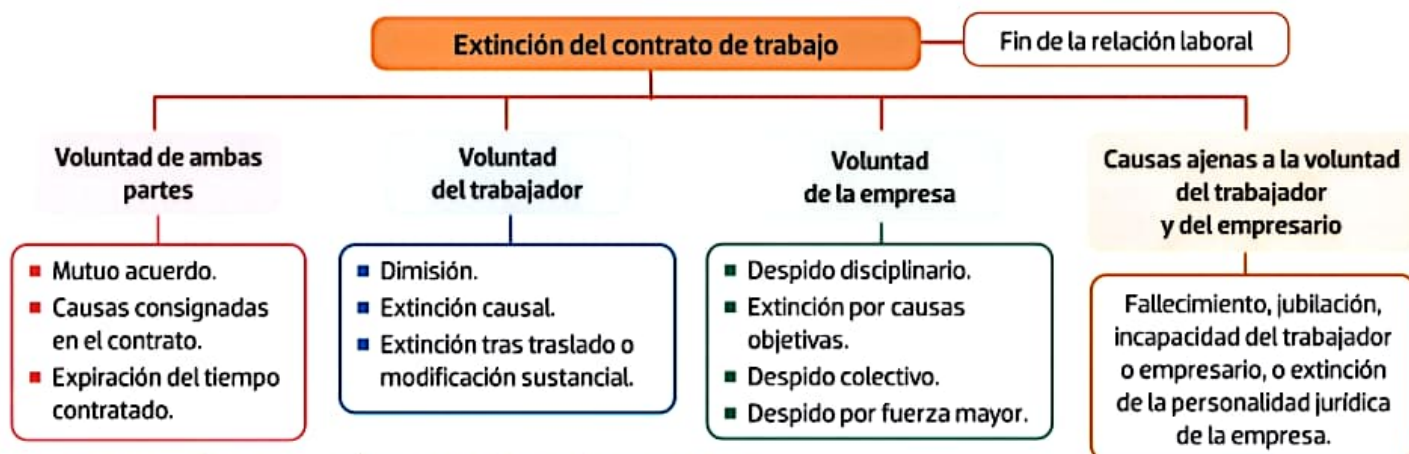 Extinción del contrato de trabajo
Fin de la relación laboral
Voluntad de ambas
partes
■ Mutuo acuerdo.
■ Causas consignadas
en el contrato.
■ Expiración del tiempo
contratado.
Voluntad
del trabajador
■ Dimisión.
■ Extinción causal.
■ Extinción tras traslado o
modificación sustancial.
Voluntad
de la empresa
■ Despido disciplinario.
■ Extinción por causas
objetivas.
■ Despido colectivo.
■ Despido por fuerza mayor.
Causas ajenas a la voluntad
del trabajador
y del empresario
Fallecimiento, jubilación,
incapacidad del trabajador
o empresario, o extinción
de la personalidad jurídica
de la empresa.